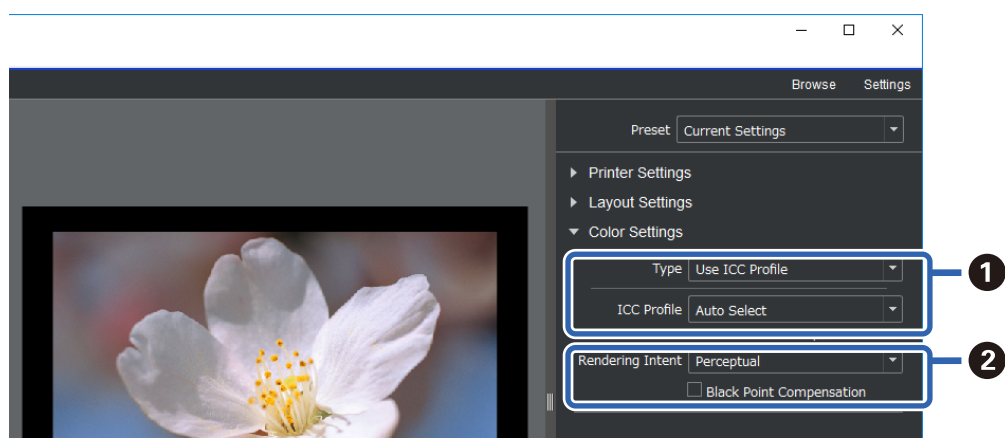 Browse Settings
Preset Current Settings
Printer Settings
Layout Settings
Color Settings
Type Use ICC Profile
1
ICC Profile Auto Select
Rendering Intent Perceptual
2
Black Point Compensation